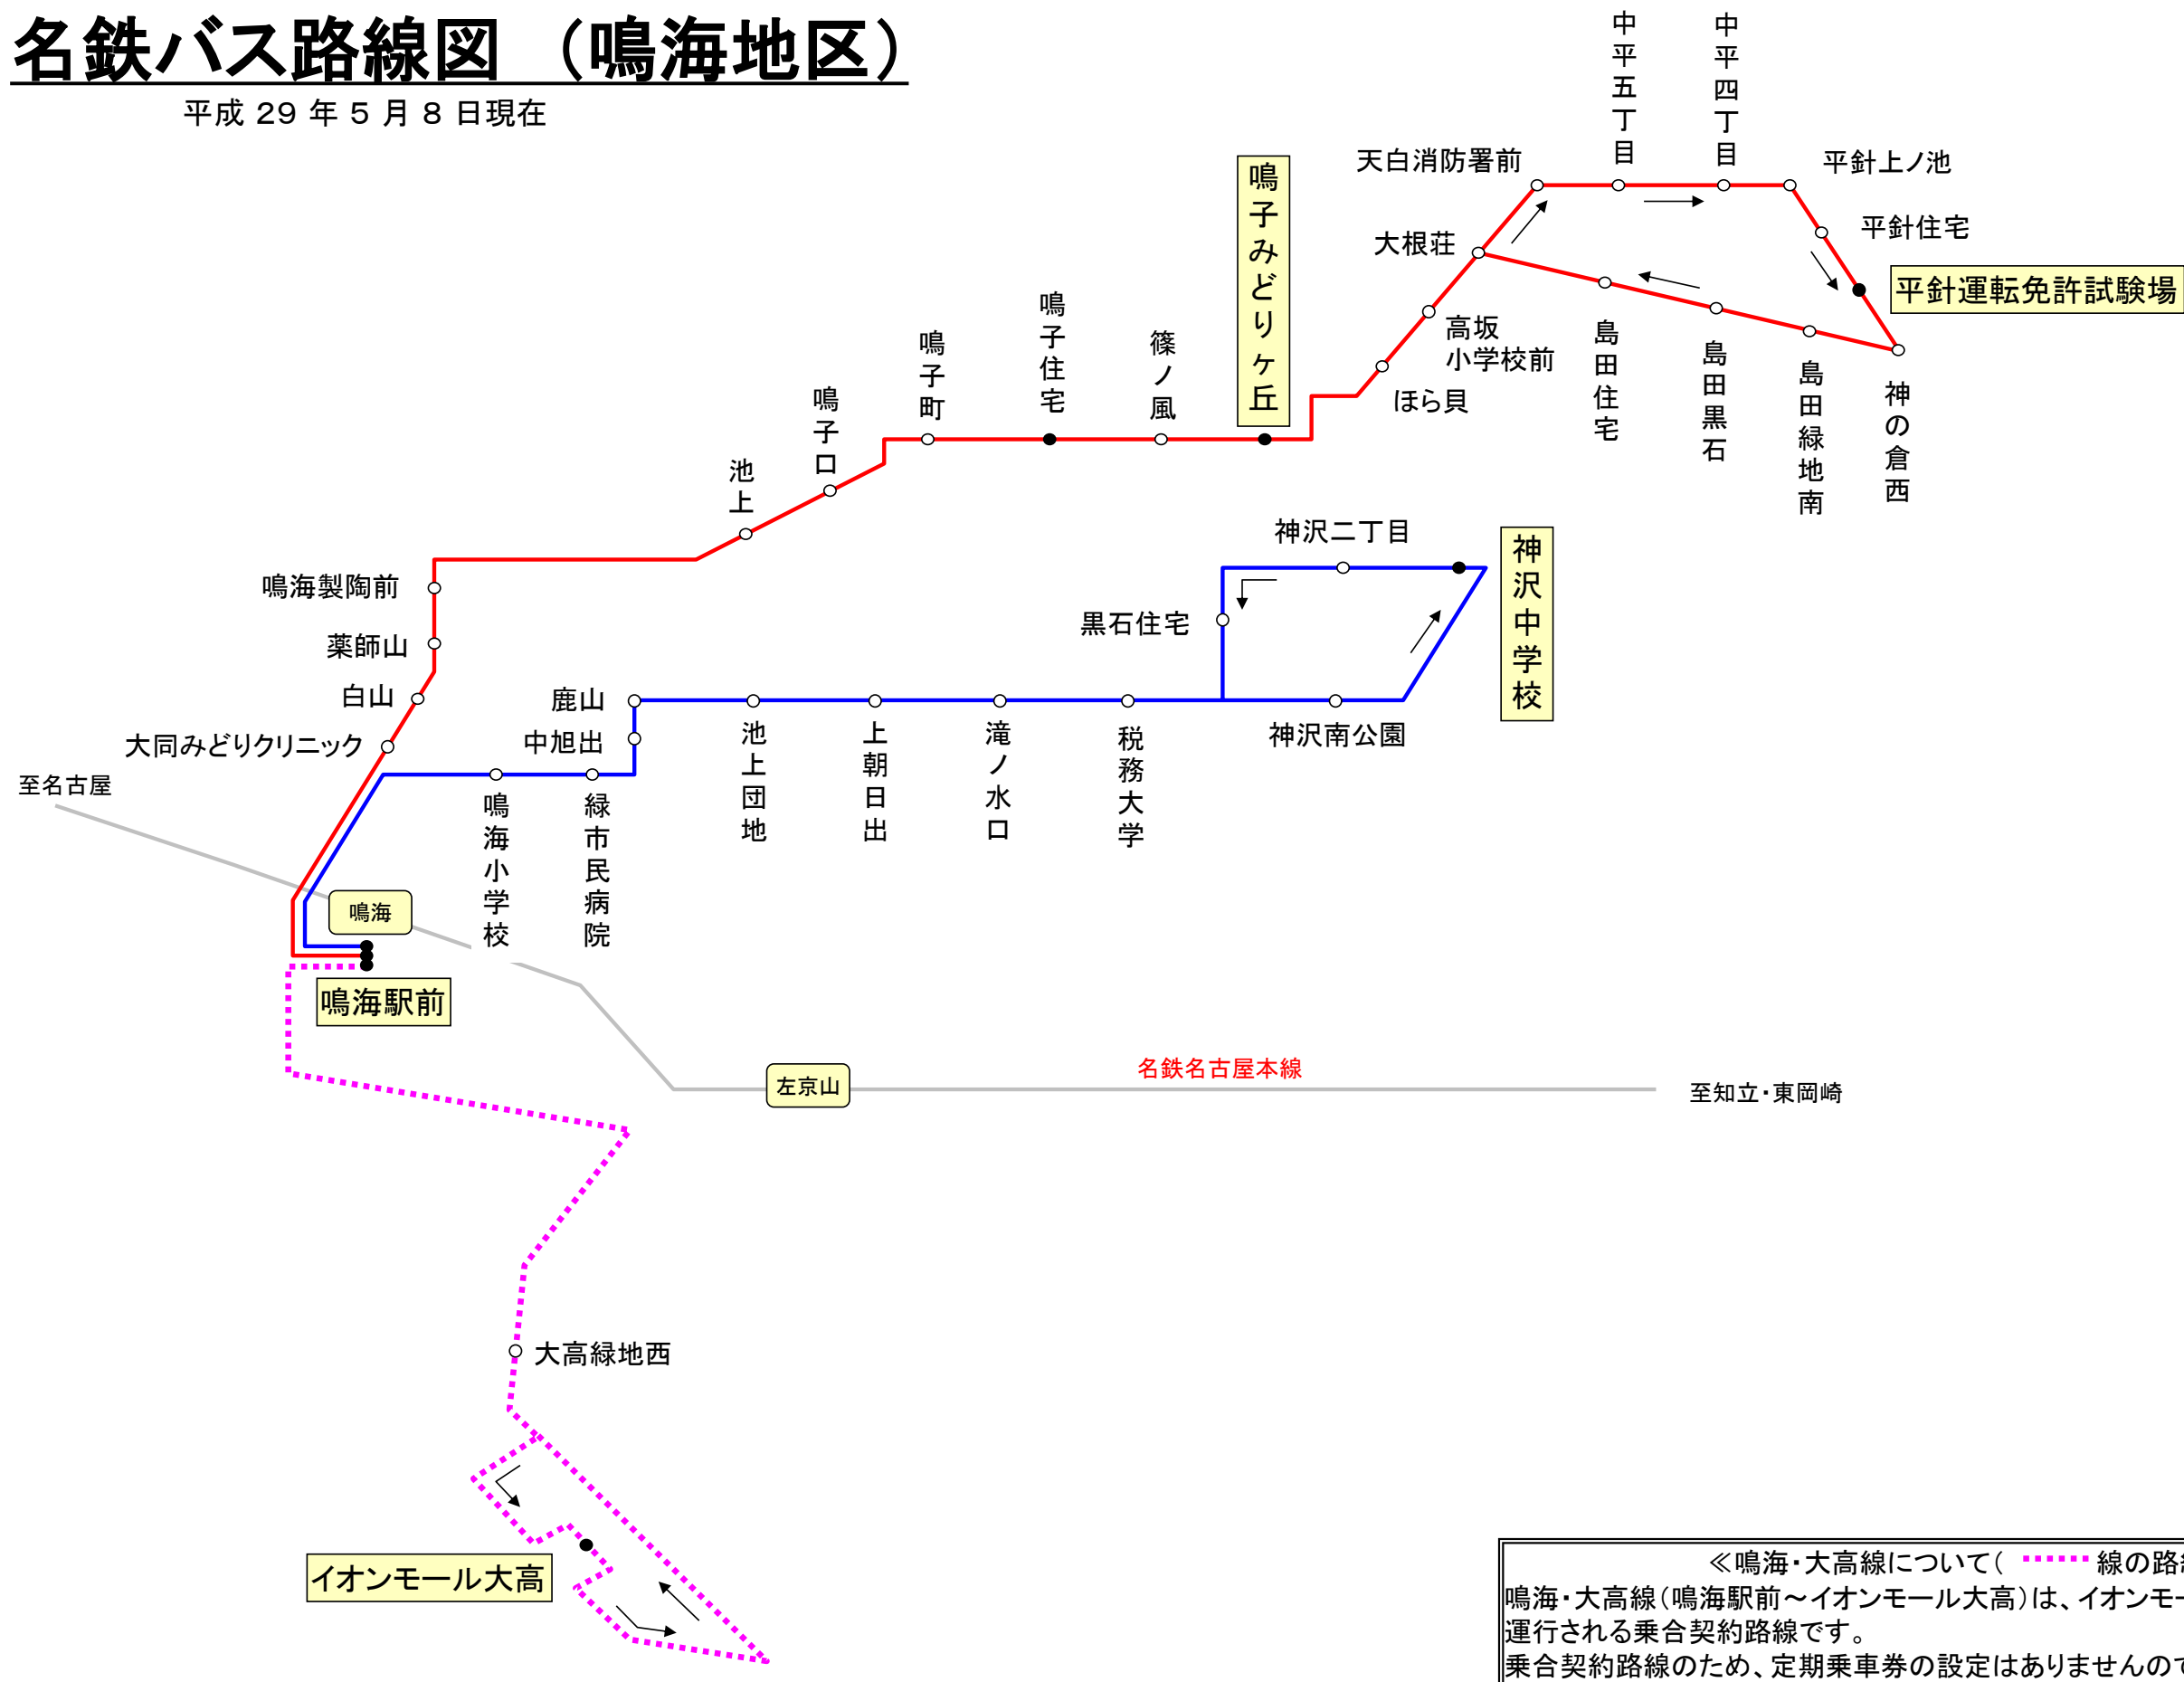 名鉄バス路線図　（鳴海地区）
平成 29 年 5 月 8 日現在
中平五丁目
中平四丁目
天白消防署前
平針上ノ池
平針住宅
大根荘
平針運転免許試験場
鳴子みどりヶ丘
高坂
小学校前
ほら貝
島田住宅
島田黒石
島田緑地南
神の倉西
篠ノ風
鳴子住宅
鳴子町
鳴子口
池上
鳴海製陶前
薬師山
白山
大同みどりクリニック
至名古屋
神沢二丁目
神沢中学校
黒石住宅
神沢南公園
鹿山
中旭出
池上団地
上朝日出
滝ノ水口
税務大学
鳴海小学校
緑市民病院
鳴海
鳴海駅前
左京山
名鉄名古屋本線
至知立・東岡崎
大高緑地西
イオンモール大高
≪鳴海・大高線について（　線の路
鳴海・大高線（鳴海駅前～イオンモール大高）は、イオンモー
運行される乗合契約路線です。
乗合契約路線のため、定期乗車券の設定はありませんので